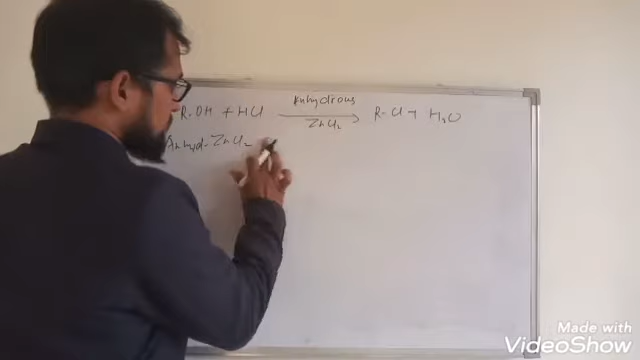 R-OH + HCl anhydrous ZnCl2 R-Cl + H2O
Anhyd. ZnCl2
Made with
VideoShow